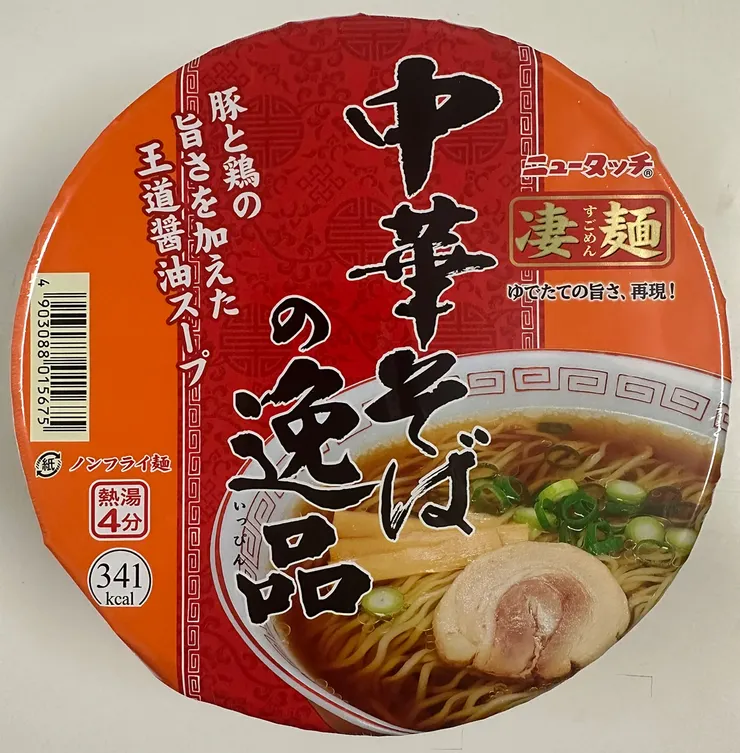 中華そば
の逸品
いっぴん
豚と鶏の
旨さを加えた
王道醤油スープ
ニュータッチ®
凄麺
すごめん
ゆでたての旨さ、再現!
4 903088 015675
紙
ノンフライ麺
熱湯
4分
341
kcal